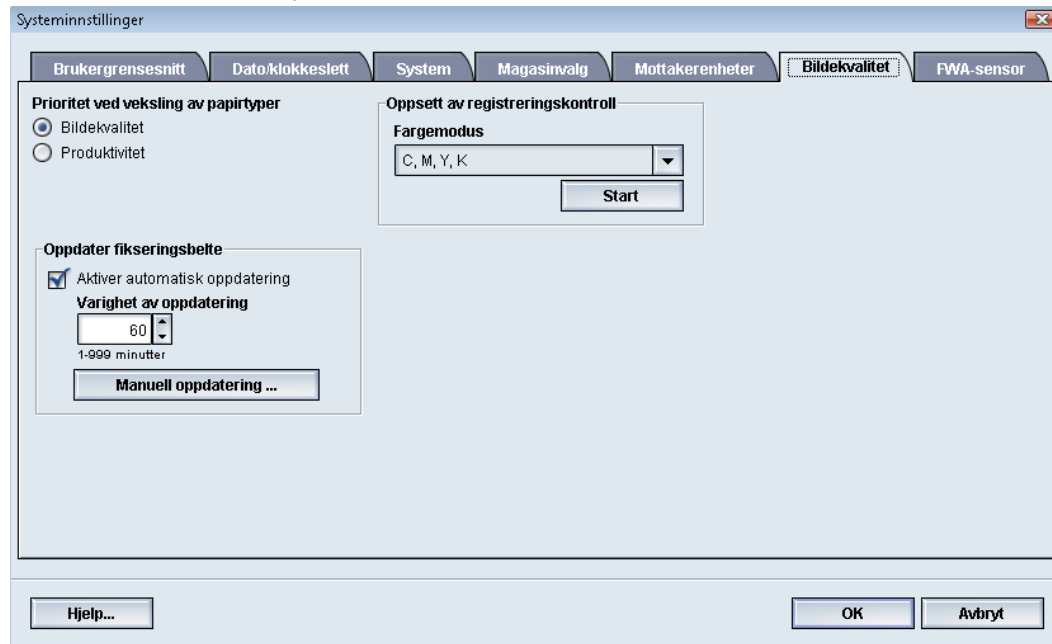 Systeminnstillinger
Brukergrensesnitt Dato/klokkeslett System Magasinvalg Mottakerenheter Bildekvalitet FWA-sensor
Prioritet ved veksling av papirtyper
Bildekvalitet
Produktivitet
Oppsett av registreringskontroll
Fargemodus
C, M, Y, K
Start
Oppdater fikseringsbelte
Aktiver automatisk oppdatering
Varighet av oppdatering
60
1-999 minutter
Manuell oppdatering ...
Hjelp... OK Avbryt